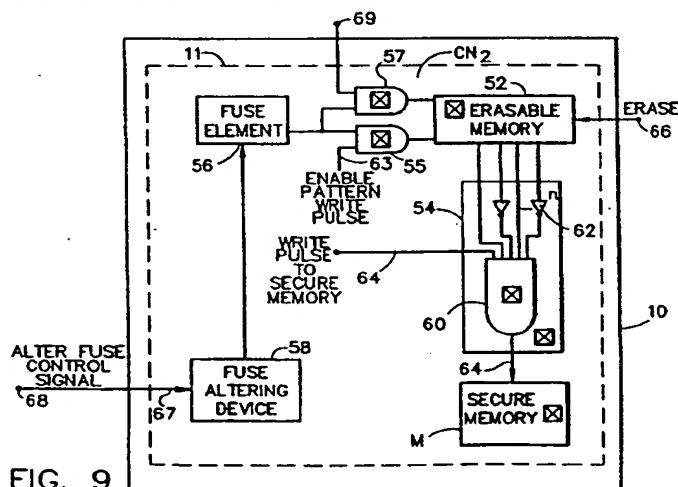 69
11
57
CN2
52
FUSE
ELEMENT
ERASABLE
MEMORY
ERASE
66
56
63
55
ENABLE
PATTERN
WRITE
PULSE
54
n
62
WRITE
PULSE
TO
SECURE
MEMORY
64
60
10
ALTER FUSE
CONTROL
SIGNAL
58
68
67
FUSE
ALTERING
DEVICE
64
SECURE
MEMORY
M
FIG. 9